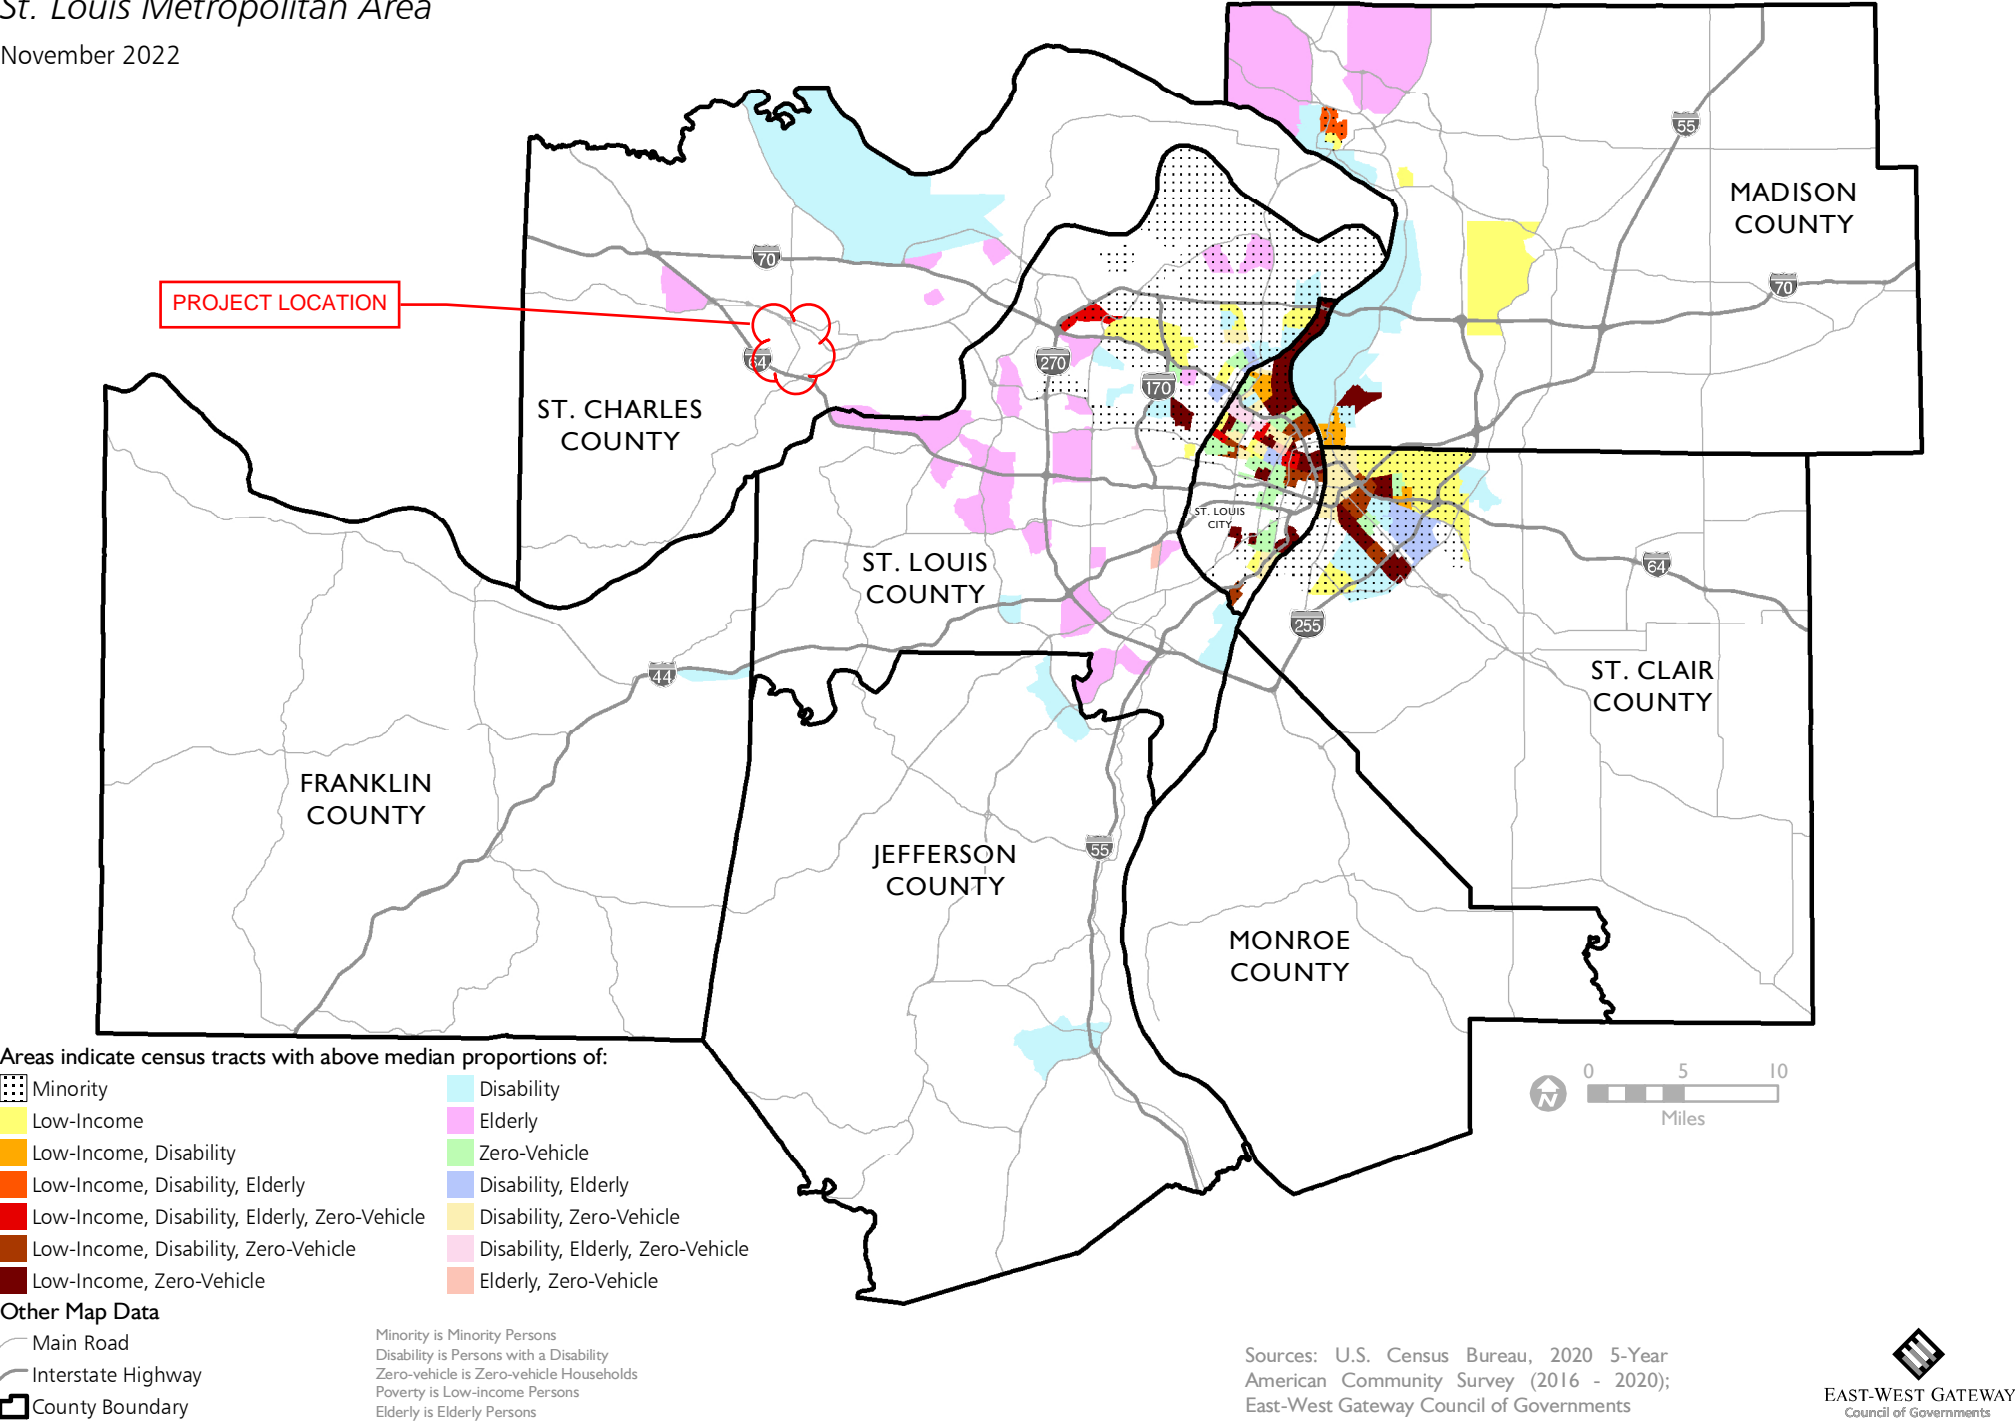 St. Louis Metropolitan Area
November 2022
55
MADISON
COUNTY
70
70
PROJECT LOCATION
64
270
170
ST. CHARLES
COUNTY
ST. LOUIS
CITY
ST. LOUIS
COUNTY
64
255
44
ST. CLAIR
COUNTY
FRANKLIN
COUNTY
JEFFERSON
COUNTY
55
MONROE
COUNTY
Areas indicate census tracts with above median proportions of:
Minority
Low-Income
Low-Income, Disability
Low-Income, Disability, Elderly
Low-Income, Disability, Elderly, Zero-Vehicle
Low-Income, Disability, Zero-Vehicle
Low-Income, Zero-Vehicle
Disability
Elderly
Zero-Vehicle
Disability, Elderly
Disability, Zero-Vehicle
Disability, Elderly, Zero-Vehicle
Elderly, Zero-Vehicle
Other Map Data
Main Road
Interstate Highway
County Boundary
Minority is Minority Persons
Disability is Persons with a Disability
Zero-vehicle is Zero-vehicle Households
Poverty is Low-income Persons
Elderly is Elderly Persons
N
0 5 10
Miles
Sources: U.S. Census Bureau, 2020 5-Year
American Community Survey (2016 - 2020);
East-West Gateway Council of Governments
EAST-WEST GATEWAY
Council of Governments